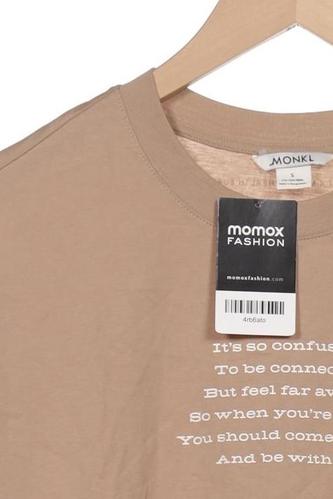 MONKI
S
momox
FASHION
momoxfashion.com
4rb6ato
It's so confus
To be connec
But feel far aw
So when you're
You should come
And be with